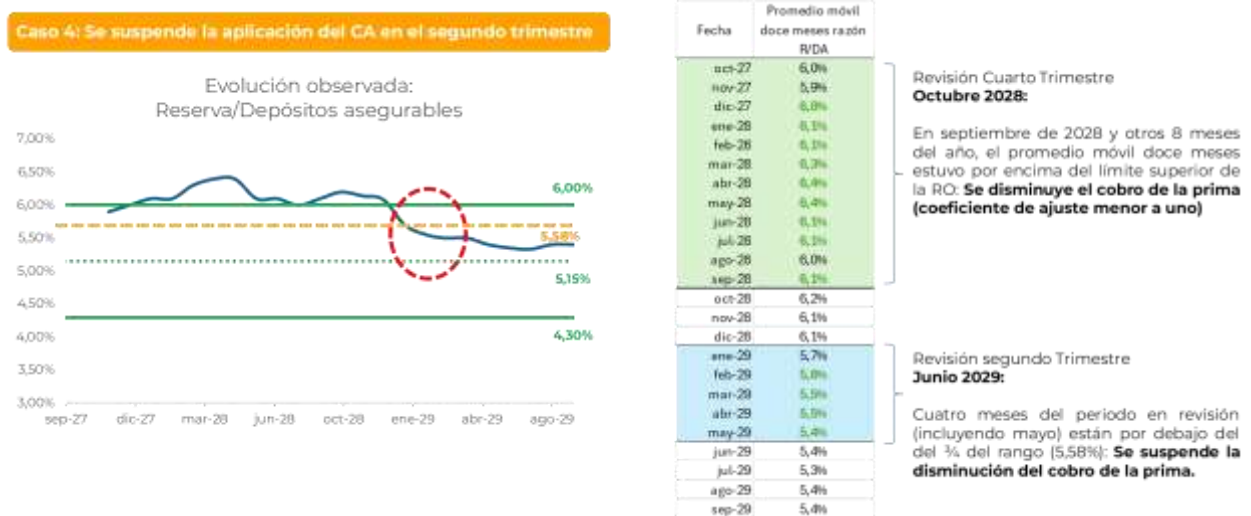 Caso 4: Se suspende la aplicación del CA en el segundo trimestre
Evolución observada:
Reserva/Depósitos asegurables
7,00%
6,50%
6,00%
5,50%
5,00%
4,50%
4,00%
3,50%
3,00%
6,00%
5,58%
5,15%
4,30%
sep-27 dic-27 mar-28 jun-28 oct-28 ene-29 abr-29 ago-29
Promedio móvil
Fecha doce meses razón
R/DA
oct-27 6,0%
nov-27 5,9%
dic-27 6,0%
ene-28 6,1%
feb-28 6,1%
mar-28 6,3%
abr-28 6,4%
may-28 6,4%
jun-28 6,1%
jul-28 6,1%
ago-28 6,0%
sep-28 6,1%
oct-28 6,2%
nov-28 6,1%
dic-28 6,1%
ene-29 5,7%
feb-29
mar-29 5,5%
abr-29 5,5%
may-29 5,4%
jun-29 5,4%
jul-29 5,3%
ago-29 5,4%
sep-29 5,4%
Revisión Cuarto Trimestre
Octubre 2028:
En septiembre de 2028 y otros 8 meses
del año, el promedio móvil doce meses
estuvo por encima del límite superior de
la RO: Se disminuye el cobro de la prima
(coeficiente de ajuste menor a uno)
Revisión segundo Trimestre
Junio 2029:
Cuatro meses del periodo en revisión
(incluyendo mayo) están por debajo del
del ¾ del rango (5,58%): Se suspende la
disminución del cobro de la prima.